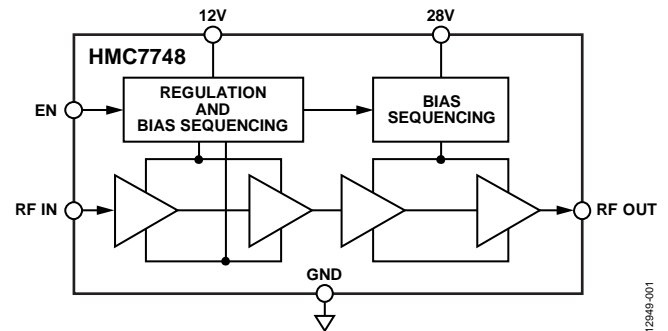 12V
28V
HMC7748
REGULATION
AND
BIAS SEQUENCING
BIAS
SEQUENCING
EN
RF IN
RF OUT
GND
12949-001